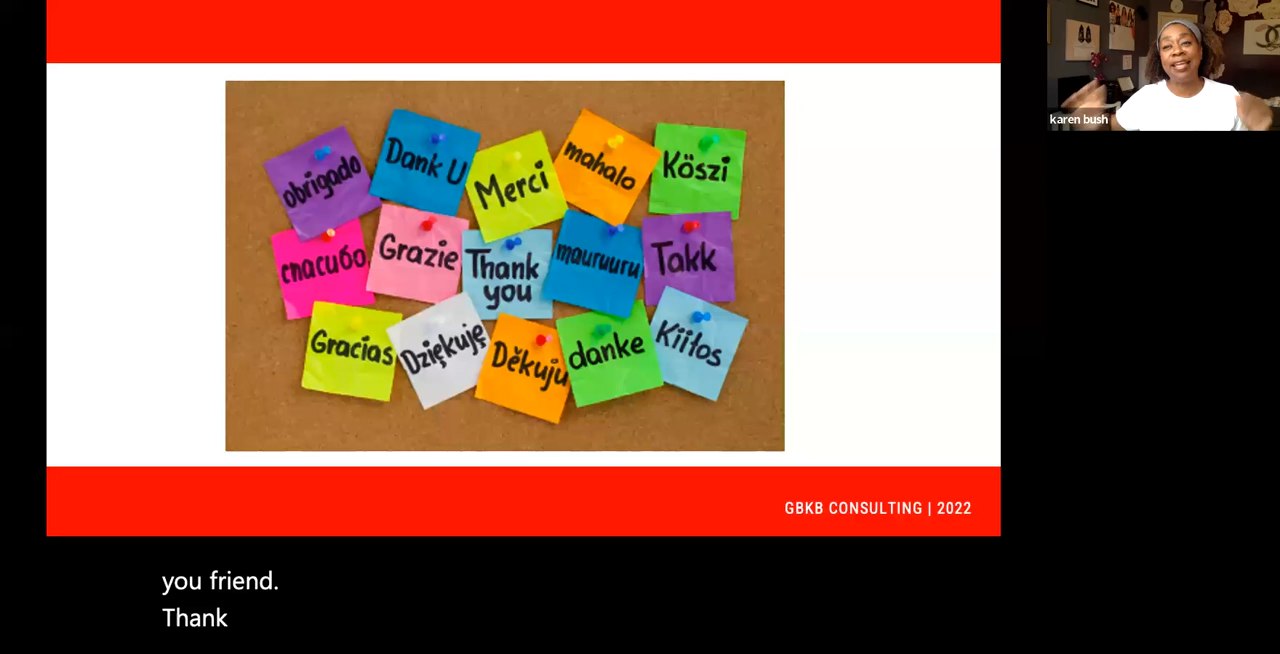 karen bush
obrigado
Dank U
Merci
mahalo
Köszi
спасибо
Grazie
Thank
you
mauruuru
Takk
Gracias
Dziękuję
Děkuju
danke
Kiitos
GBKB CONSULTING | 2022
you friend.
Thank